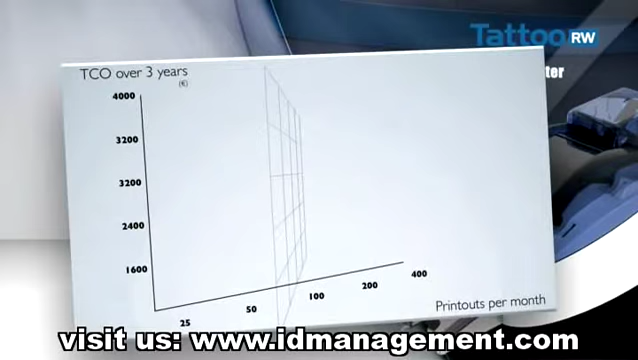 Tattoo RW
ter
TCO over 3 years
(€)
4000
3200
3200
2400
1600
25
50
100
200
400
Printouts per month
visit us: www.idmanagement.com